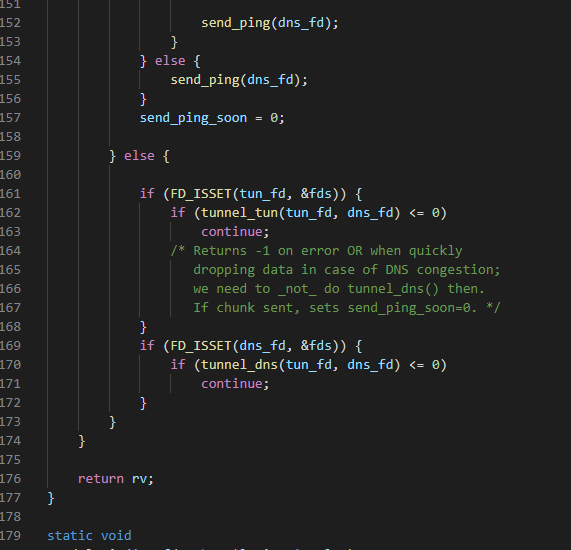 151
152 send_ping(dns_fd);
153 }
154 } else {
155 send_ping(dns_fd);
156 }
157 send_ping_soon = 0;
158
159 } else {
160
161 if (FD_ISSET(tun_fd, &fds)) {
162 if (tunnel_tun(tun_fd, dns_fd) <= 0)
163 continue;
164 /* Returns -1 on error OR when quickly
165 dropping data in case of DNS congestion;
166 we need to _not_ do tunnel_dns() then.
167 If chunk sent, sets send_ping_soon=0. */
168 }
169 if (FD_ISSET(dns_fd, &fds)) {
170 if (tunnel_dns(tun_fd, dns_fd) <= 0)
171 continue;
172 }
173 }
174 }
175
176 return rv;
177 }
178
179 static void